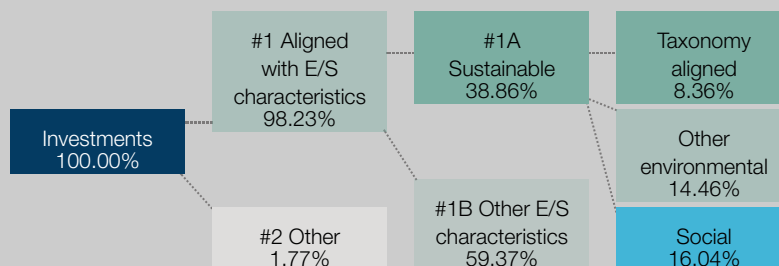 Investments
100.00%
#1 Aligned
with E/S
characteristics
98.23%
#2 Other
1.77%
#1A
Sustainable
38.86%
#1B Other E/S
characteristics
59.37%
Taxonomy
aligned
8.36%
Other
environmental
14.46%
Social
16.04%